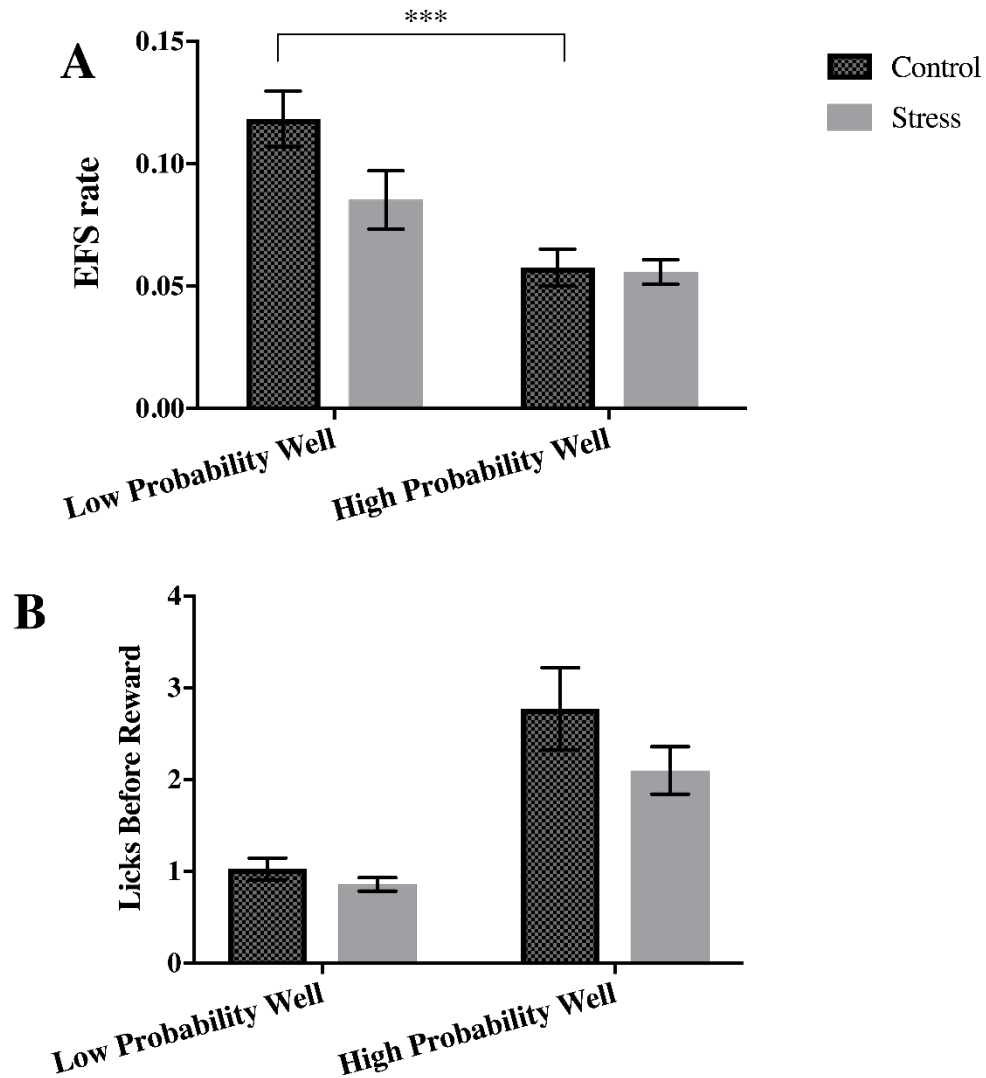 ***
A
0.15
0.10
0.05
0.00
EFS rate
Low Probability Well
High Probability Well
Control
Stress
B
4
3
2
1
0
Licks Before Reward
Low Probability Well
High Probability Well